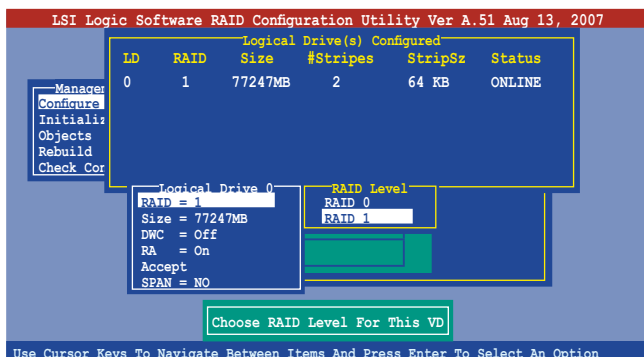 LSI Logic Software RAID Configuration Utility Ver A.51 Aug 13, 2007
Logical Drive(s) Configured
LD RAID Size #Stripes StripSz Status
0 1 77247MB 2 64 KB ONLINE
Configure
Objects
Rebuild
Check
Logical Drive 0
RAID = 1
Size = 77247MB
DWC = Off
RA = On
Accept
SPAN = NO
RAID Level
RAID 0
RAID 1
Choose RAID Level For This VD
Use Cursor Keys To Navigate Between Items And Press Enter To Select An Option